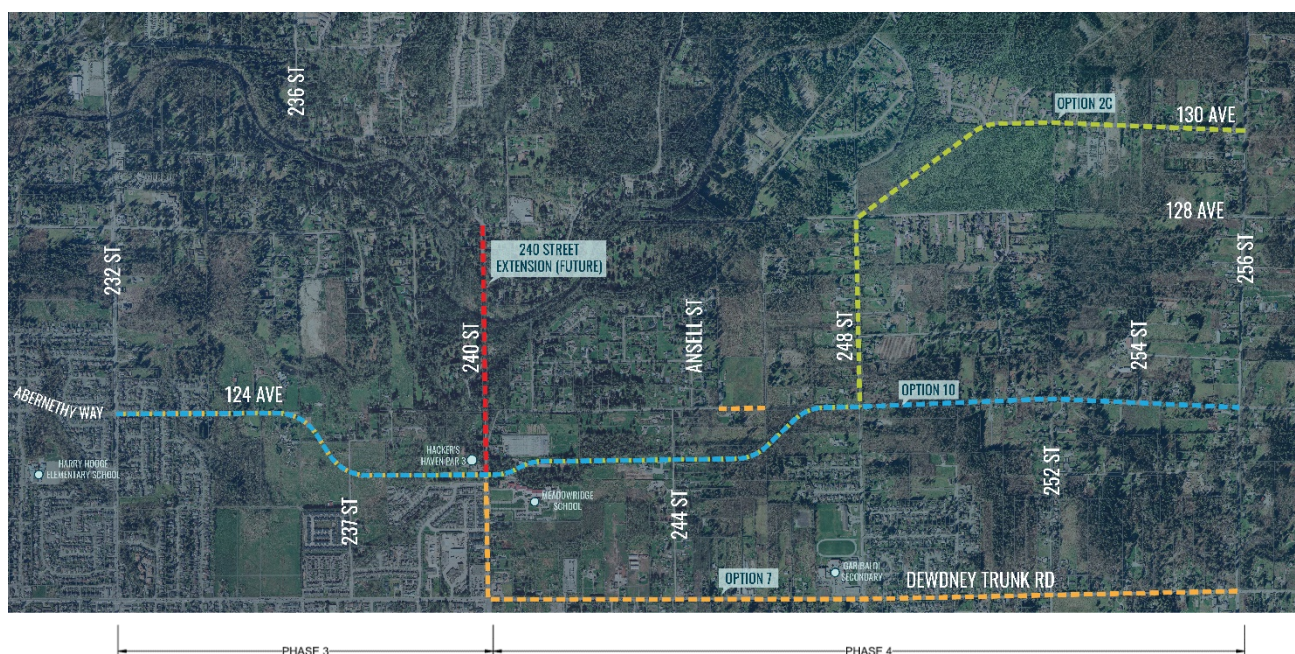 236 ST
OPTION 2C
130 AVE
128 AVE
232 ST
240 STREET
EXTENSION (FUTURE)
256 ST
240 ST
ANSELL ST
248 ST
254 ST
ABERNETHY WAY
124 AVE
OPTION 10
HARRY HOOGE
ELEMENTARY SCHOOL
HACKER'S
HAVEN PAR 3
237 ST
MEADOWRIDGE
SCHOOL
244 ST
252 ST
GARIBALDI
SECONDARY
OPTION 7
DEWDNEY TRUNK RD
PHASE 3
PHASE 4